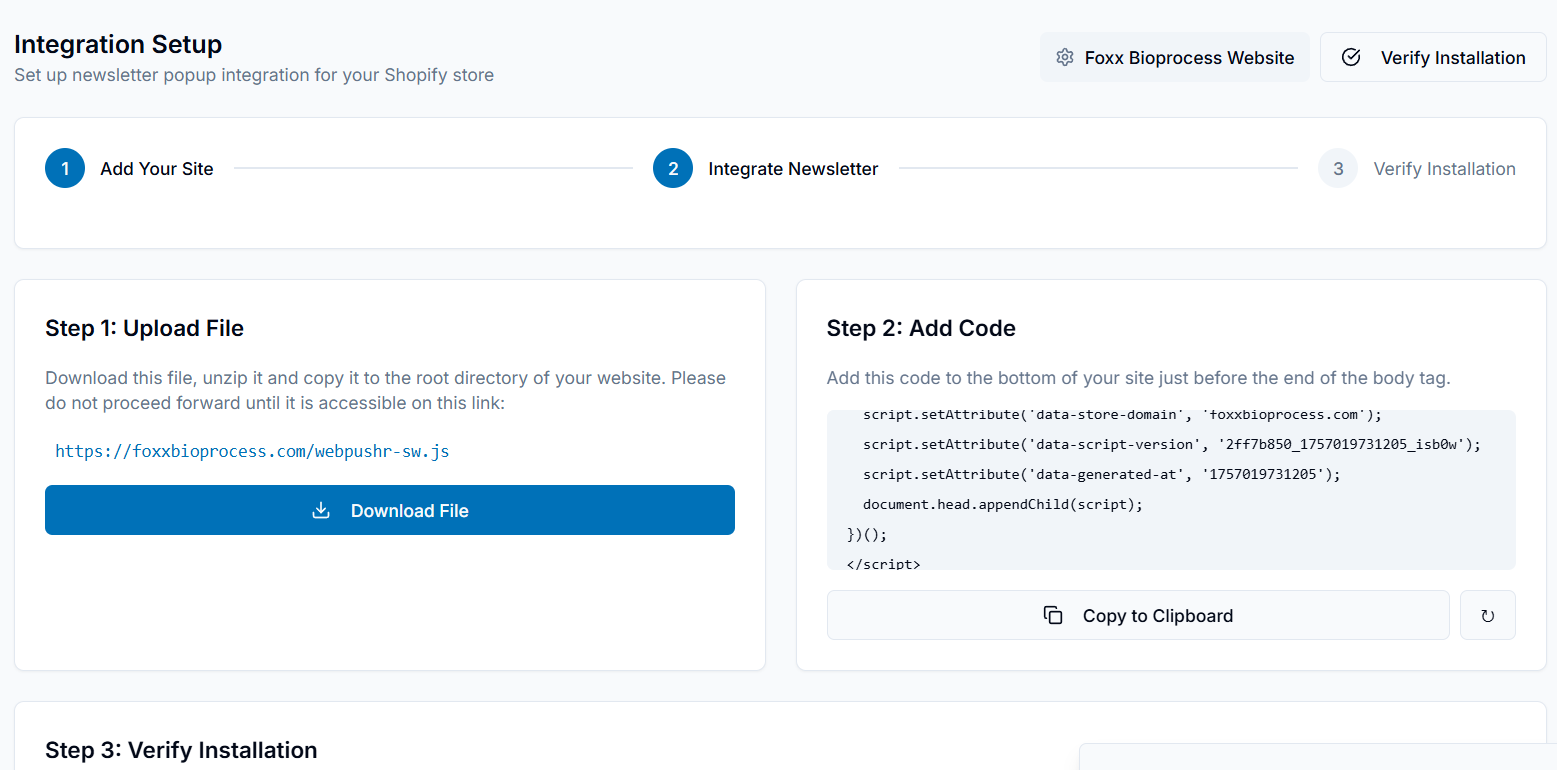 Integration Setup
Set up newsletter popup integration for your Shopify store
Foxx Bioprocess Website
Verify Installation
1 Add Your Site
2 Integrate Newsletter
3 Verify Installation
Step 1: Upload File
Download this file, unzip it and copy it to the root directory of your website. Please
do not proceed forward until it is accessible on this link:
https://foxxbioprocess.com/webpushr-sw.js
Download File
Step 2: Add Code
Add this code to the bottom of your site just before the end of the body tag.
script.setAttribute('data-store-domain', 'foxxbioprocess.com');
script.setAttribute('data-script-version', '2ff7b850_1757019731205_isb0w');
script.setAttribute('data-generated-at', '1757019731205');
document.head.appendChild(script);
})();
</script>
Copy to Clipboard
Step 3: Verify Installation